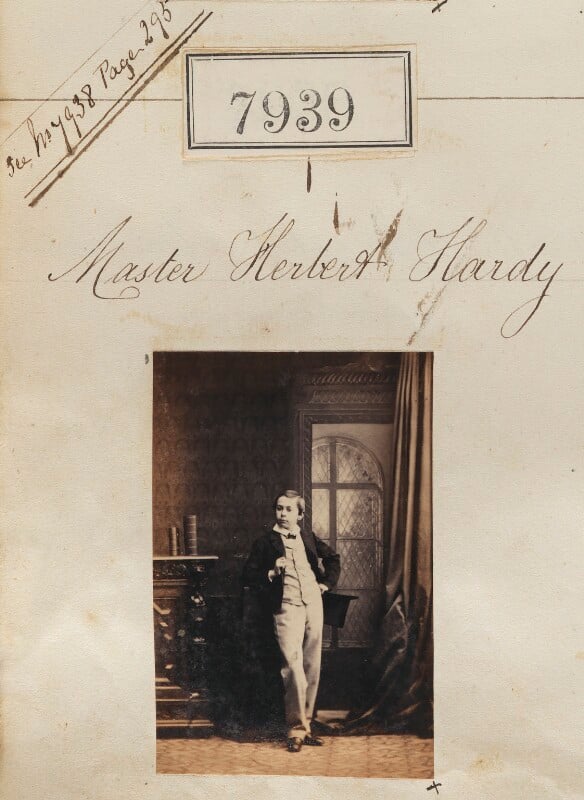 See No 7938 Page 295
7939
Master Herbert Hardy